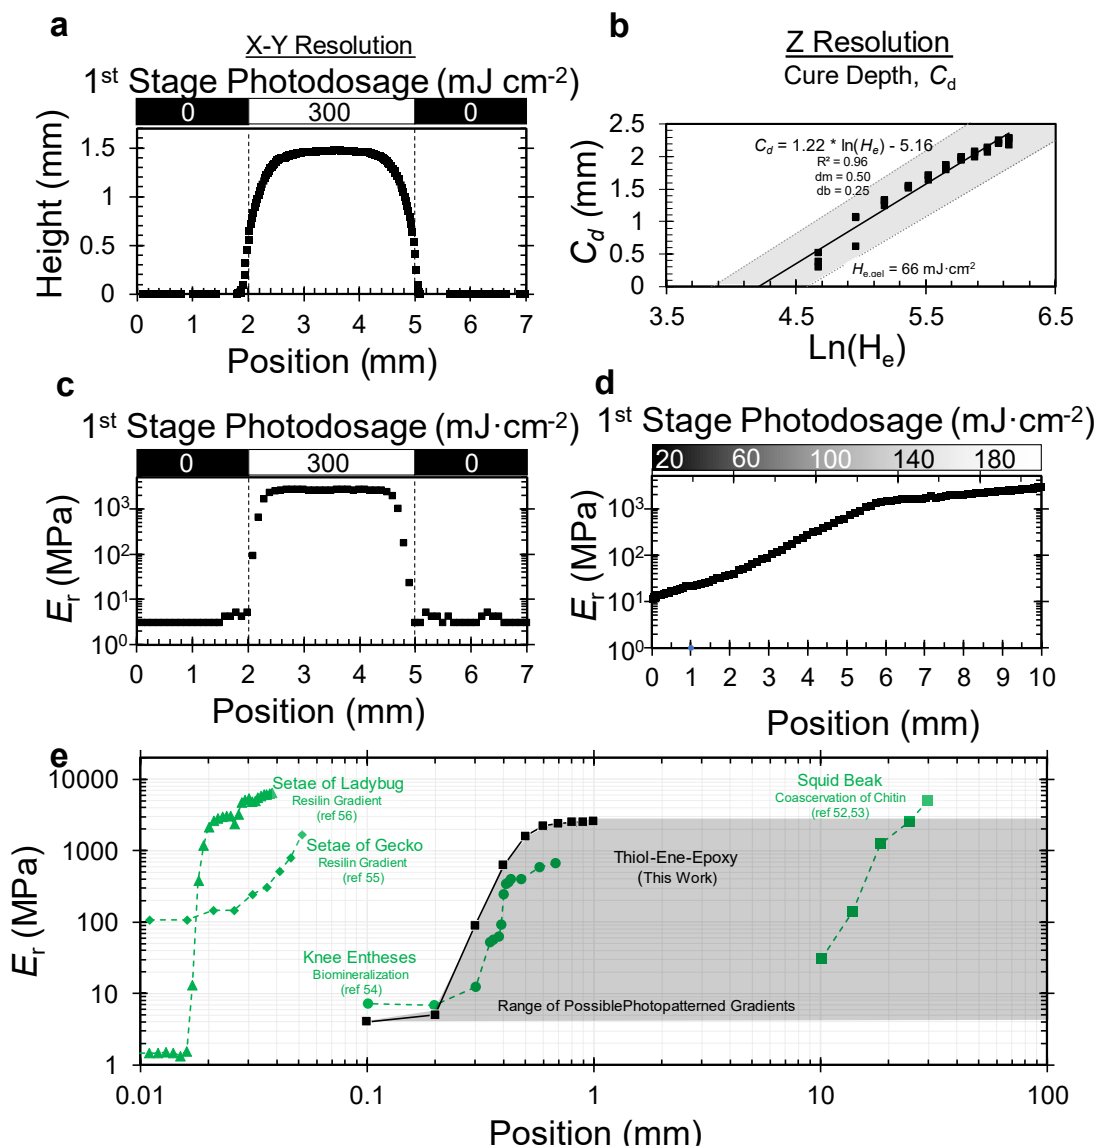 a
X-Y Resolution
1st Stage Photodosage (mJ cm-2)
0 300 0
1.5
1
0.5
0
Height (mm)
0 1 2 3 4 5 6 7
Position (mm)
b
Z Resolution
Cure Depth, Cd
2.5
2
1.5
1
0.5
0
Cd (mm)
Cd = 1.22 * ln(He) - 5.16
R² = 0.96
dm = 0.50
db = 0.25
He,gel = 66 mJ·cm-2
3.5 4.5 5.5 6.5
Ln(He)
c
1st Stage Photodosage (mJ·cm-2)
0 300 0
103
102
101
100
Er (MPa)
0 1 2 3 4 5 6 7
Position (mm)
d
1st Stage Photodosage (mJ·cm-2)
20 60 100 140 180
103
102
101
100
Er (MPa)
0 1 2 3 4 5 6 7 8 9 10
Position (mm)
e
10000
1000
100
10
1
Er (MPa)
Setae of Ladybug
Resilin Gradient
(ref 56)
Setae of Gecko
Resilin Gradient
(ref 55)
Knee Entheses
Biomineralization
(ref 54)
Squid Beak
Coascervation of Chitin
(ref 52,53)
Thiol-Ene-Epoxy
(This Work)
Range of PossiblePhotopatterned Gradients
0.01 0.1 1 10 100
Position (mm)